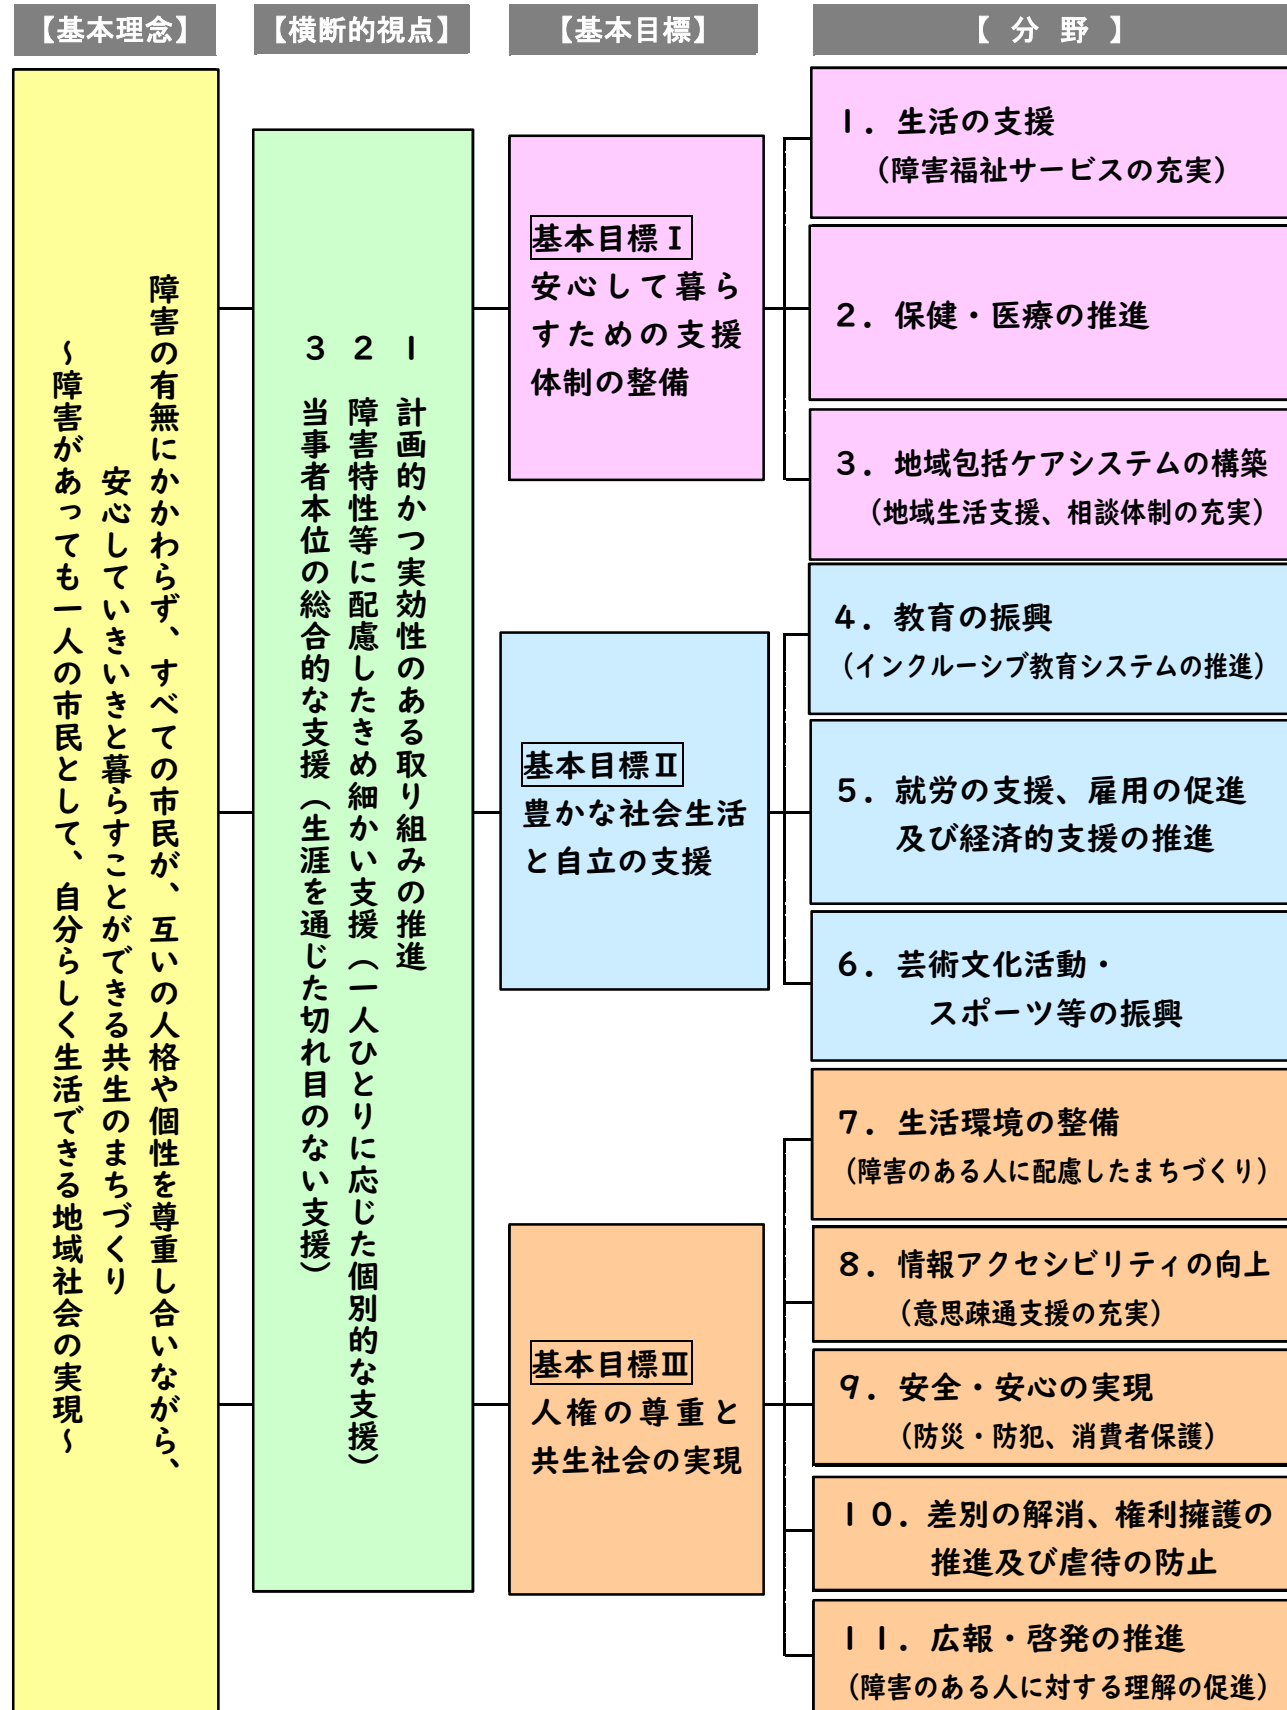 【基本理念】
【横断的視点】
【基本目標】
【 分 野 】
障害の有無にかかわらず、すべての市民が、互いの人格や個性を尊重し合いながら、
安心していきいきと暮らすことができる共生のまちづくり
～障害があっても一人の市民として、自分らしく生活できる地域社会の実現～
1 計画的かつ実効性のある取り組みの推進
2 障害特性等に配慮したきめ細かい支援（一人ひとりに応じた個別的な支援）
3 当事者本位の総合的な支援（生涯を通じた切れ目のない支援）
基本目標Ⅰ
安心して暮ら
すための支援
体制の整備
1．生活の支援
（障害福祉サービスの充実）
2．保健・医療の推進
3．地域包括ケアシステムの構築
（地域生活支援、相談体制の充実）
基本目標Ⅱ
豊かな社会生活
と自立の支援
4．教育の振興
（インクルーシブ教育システムの推進）
5．就労の支援、雇用の促進
及び経済的支援の推進
6．芸術文化活動・
スポーツ等の振興
基本目標Ⅲ
人権の尊重と
共生社会の実現
7．生活環境の整備
（障害のある人に配慮したまちづくり）
8．情報アクセシビリティの向上
（意思疎通支援の充実）
9．安全・安心の実現
（防災・防犯、消費者保護）
10．差別の解消、権利擁護の
推進及び虐待の防止
11．広報・啓発の推進
（障害のある人に対する理解の促進）